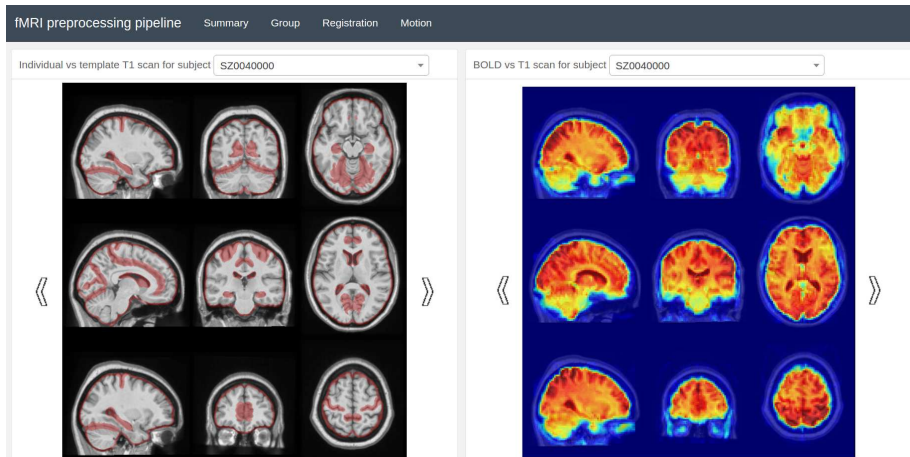 fMRI preprocessing pipeline Summary Group Registration Motion
Individual vs template T1 scan for subject SZ0040000
BOLD vs T1 scan for subject SZ0040000